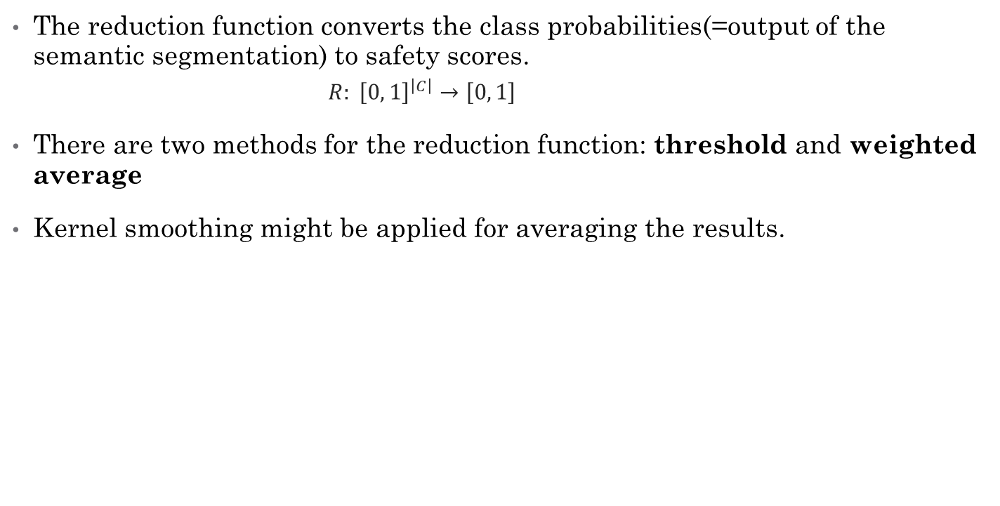 • The reduction function converts the class probabilities(=output of the
semantic segmentation) to safety scores.
R: [0, 1]^|C| → [0, 1]
• There are two methods for the reduction function: threshold and weighted
average
• Kernel smoothing might be applied for averaging the results.